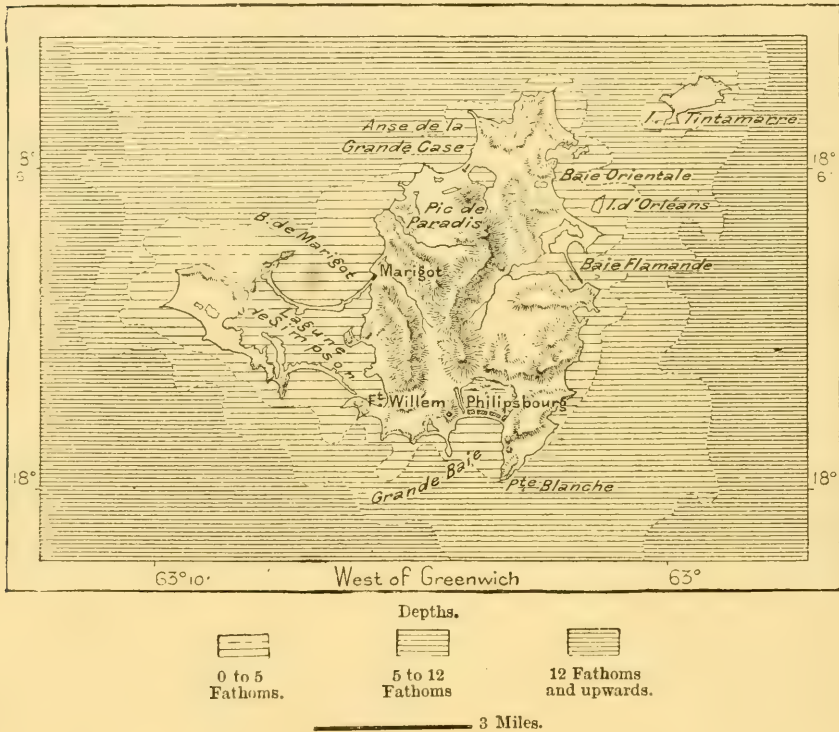 Anse de la
Grande Case
I. Tintamarre
18°
6'
18°
6'
Baie Orientale
I. d'Orléans
Pic de
Paradis
B. de Marigot
Marigot
Baie Flamande
Lagune
de Simpson
Ft Willem
Philipsbourg
Grande Baie
Pte Blanche
18°
18°
63°10'
West of Greenwich
63°
Depths.
0 to 5
Fathoms.
5 to 12
Fathoms
12 Fathoms
and upwards.
3 Miles.